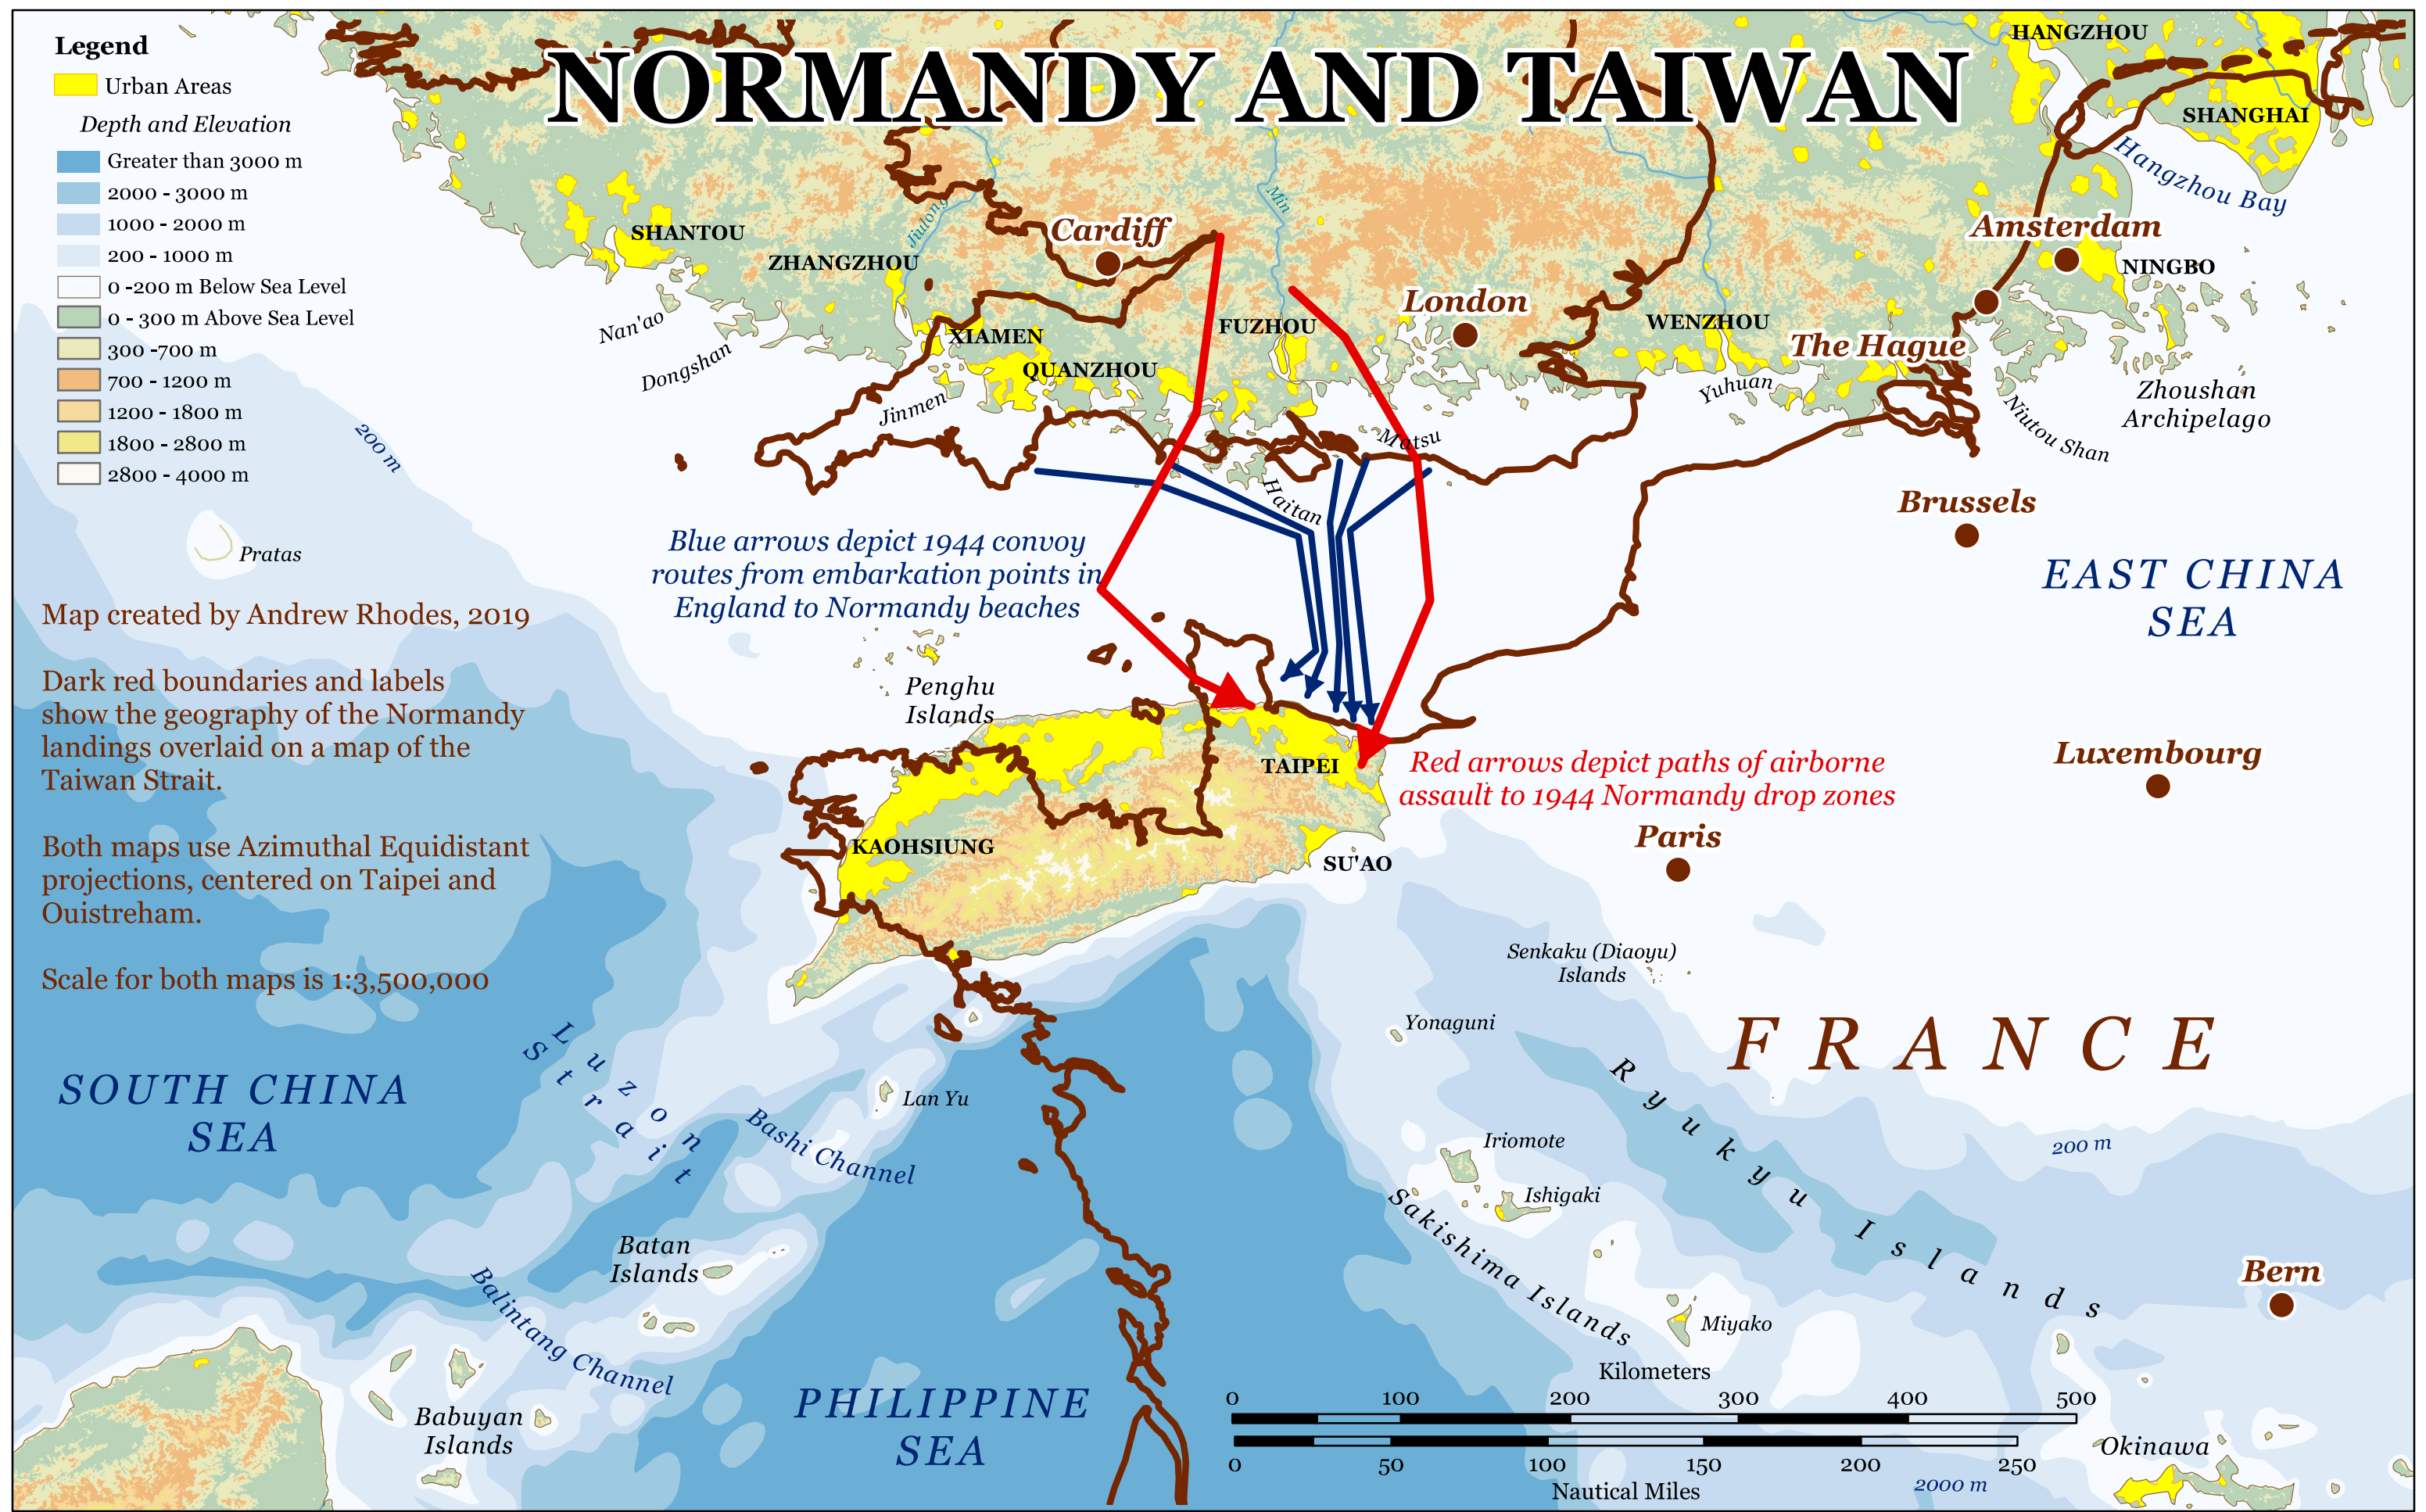 NORMANDY AND TAIWAN
Legend
Urban Areas
Depth and Elevation
Greater than 3000 m
2000 - 3000 m
1000 - 2000 m
200 - 1000 m
0 -200 m Below Sea Level
0 - 300 m Above Sea Level
300 -700 m
700 - 1200 m
1200 - 1800 m
1800 - 2800 m
2800 - 4000 m
HANGZHOU
SHANGHAI
Hangzhou Bay
SHANTOU
ZHANGZHOU
Jiulong
Min
Cardiff
Amsterdam
NINGBO
London
The Hague
XIAMEN
QUANZHOU
FUZHOU
WENZHOU
Nan'ao
Dongshan
Jinmen
Matsu
Haitan
Yuhuan
Niutou Shan
Zhoushan
Archipelago
200 m
Pratas
Brussels
EAST CHINA
SEA
Blue arrows depict 1944 convoy
routes from embarkation points in
England to Normandy beaches
Map created by Andrew Rhodes, 2019
Dark red boundaries and labels
show the geography of the Normandy
landings overlaid on a map of the
Taiwan Strait.
Both maps use Azimuthal Equidistant
projections, centered on Taipei and
Ouistreham.
Scale for both maps is 1:3,500,000
Penghu
Islands
TAIPEI
KAOHSIUNG
SU'AO
Red arrows depict paths of airborne
assault to 1944 Normandy drop zones
Luxembourg
Paris
Senkaku (Diaoyu)
Islands
Yonaguni
FRANCE
SOUTH CHINA
SEA
Luzon
Strait
Lan Yu
Bashi Channel
Ryukyu Islands
200 m
Iriomote
Ishigaki
Sakishima Islands
Batan
Islands
Balintang Channel
Bern
Miyako
Babuyan
Islands
PHILIPPINE
SEA
Kilometers
0 100 200 300 400 500
0 50 100 150 200 250
Nautical Miles
2000 m
Okinawa